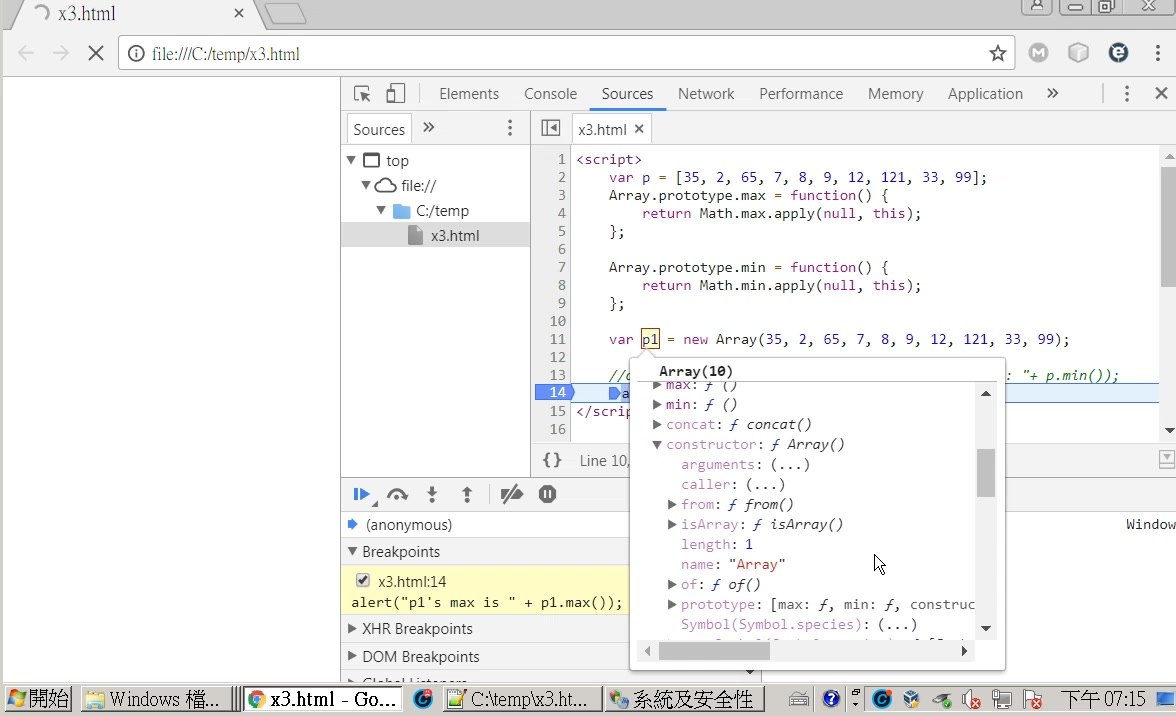 x3.html
file:///C:/temp/x3.html
Elements Console Sources Network Performance Memory Application »
Sources » x3.html
top
file://
C:/temp
x3.html
1 <script>
2 var p = [35, 2, 65, 7, 8, 9, 12, 121, 33, 99];
3 Array.prototype.max = function() {
4 return Math.max.apply(null, this);
5 };
6
7 Array.prototype.min = function() {
8 return Math.min.apply(null, this);
9 };
10
11 var p1 = new Array(35, 2, 65, 7, 8, 9, 12, 121, 33, 99);
12
13 : "+ p.min());
14
15 </scrip
16
{} Line 10,
Array(10)
max: ƒ ()
min: ƒ ()
concat: ƒ concat()
constructor: ƒ Array()
arguments: (...)
caller: (...)
from: ƒ from()
isArray: ƒ isArray()
length: 1
name: "Array"
of: ƒ of()
prototype: [max: ƒ, min: ƒ, construc
Symbol(Symbol.species): (...)
(anonymous)
Window
Breakpoints
x3.html:14
alert("p1's max is " + p1.max());
XHR Breakpoints
DOM Breakpoints
開始 Windows 檔... x3.html - Go... C:\temp\x3.ht... 系統及安全性 下午 07:15